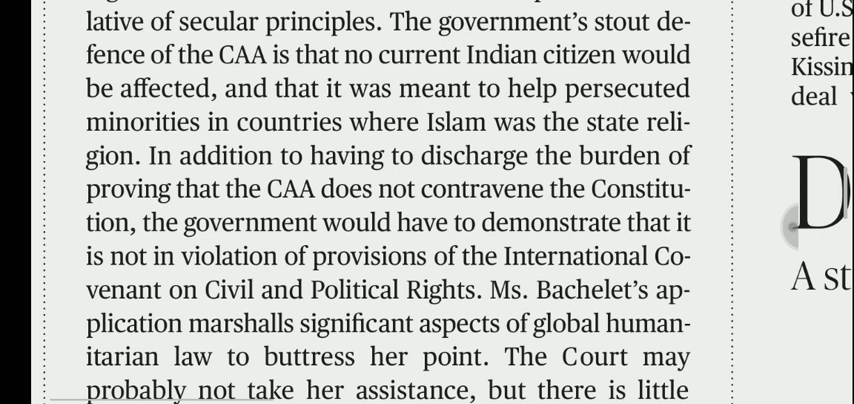 lative of secular principles. The government’s stout de-
fence of the CAA is that no current Indian citizen would
be affected, and that it was meant to help persecuted
minorities in countries where Islam was the state reli-
gion. In addition to having to discharge the burden of
proving that the CAA does not contravene the Constitu-
tion, the government would have to demonstrate that it
is not in violation of provisions of the International Co-
venant on Civil and Political Rights. Ms. Bachelet’s ap-
plication marshalls significant aspects of global human-
itarian law to buttress her point. The Court may
probably not take her assistance, but there is little
of U.S
sefire
Kissin
deal
D
A st